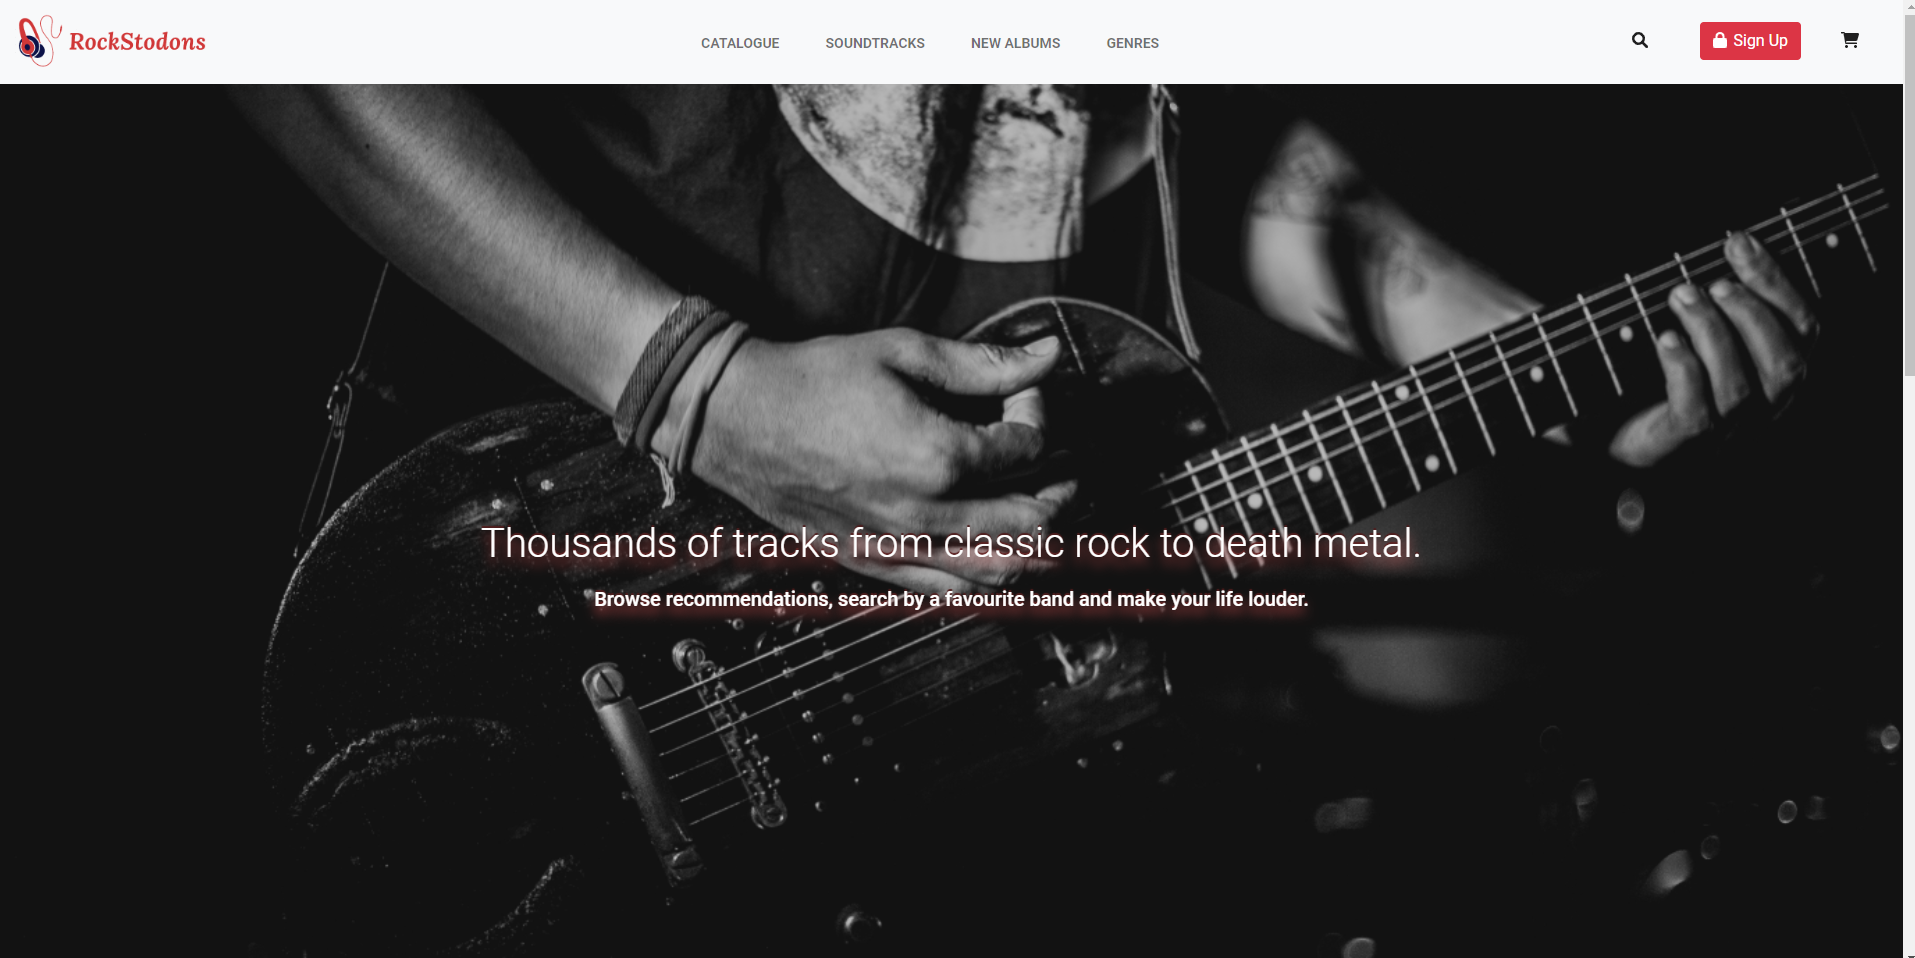 RockStodons
CATALOGUE
SOUNDTRACKS
NEW ALBUMS
GENRES
Sign Up
Thousands of tracks from classic rock to death metal.
Browse recommendations, search by a favourite band and make your life louder.